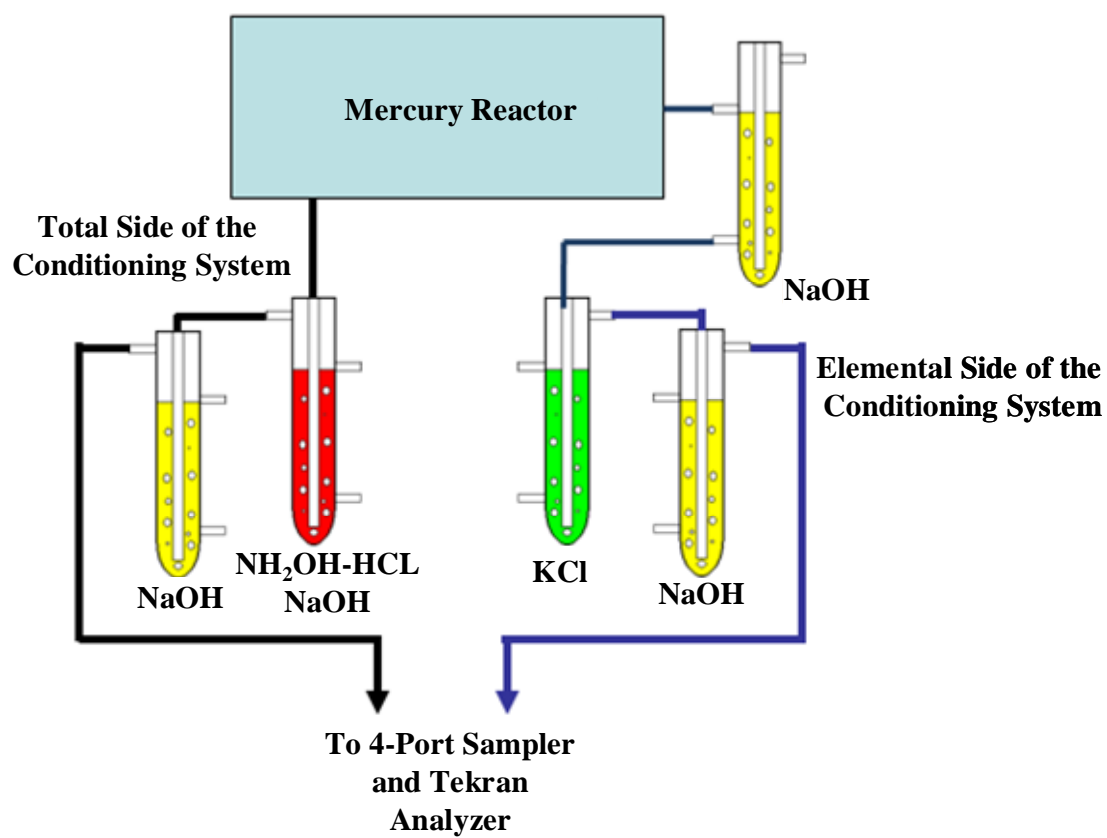 Mercury Reactor
Total Side of the
Conditioning System
NaOH
Elemental Side of the
Conditioning System
NH₂OH-HCL
NaOH
NaOH
KCl
NaOH
To 4-Port Sampler
and Tekran
Analyzer